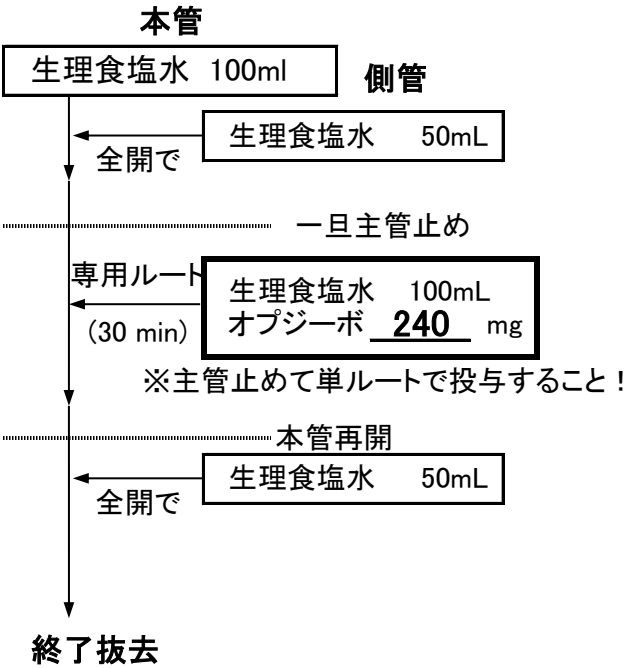 本管
生理食塩水 100ml
側管
生理食塩水 50mL
全開で
一旦主管止め
専用ルート
(30 min)
生理食塩水 100mL
オプジーボ 240 mg
※主管止めて単ルートで投与すること！
本管再開
生理食塩水 50mL
全開で
終了抜去